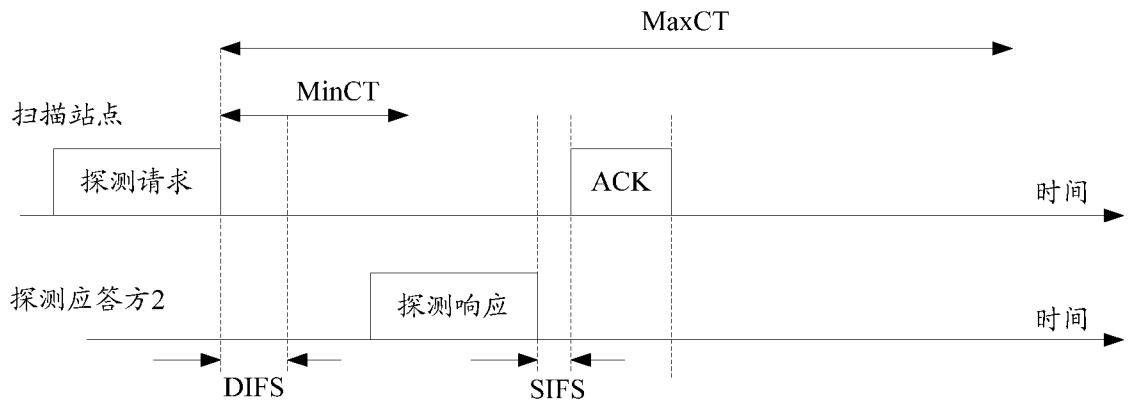 MaxCT
MinCT
扫描站点
探测请求
ACK
时间
探测应答方2
探测响应
时间
DIFS
SIFS